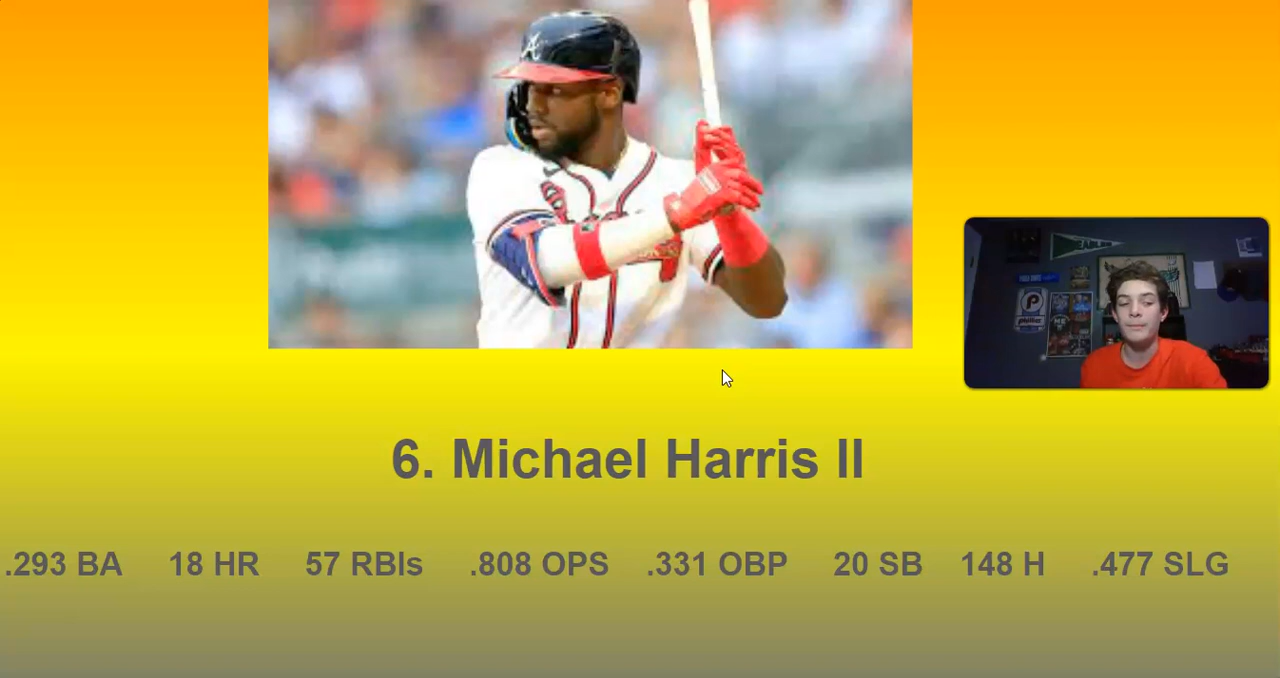 A
EAGLES
P
6. Michael Harris II
.293 BA 18 HR 57 RBIs .808 OPS .331 OBP 20 SB 148 H .477 SLG